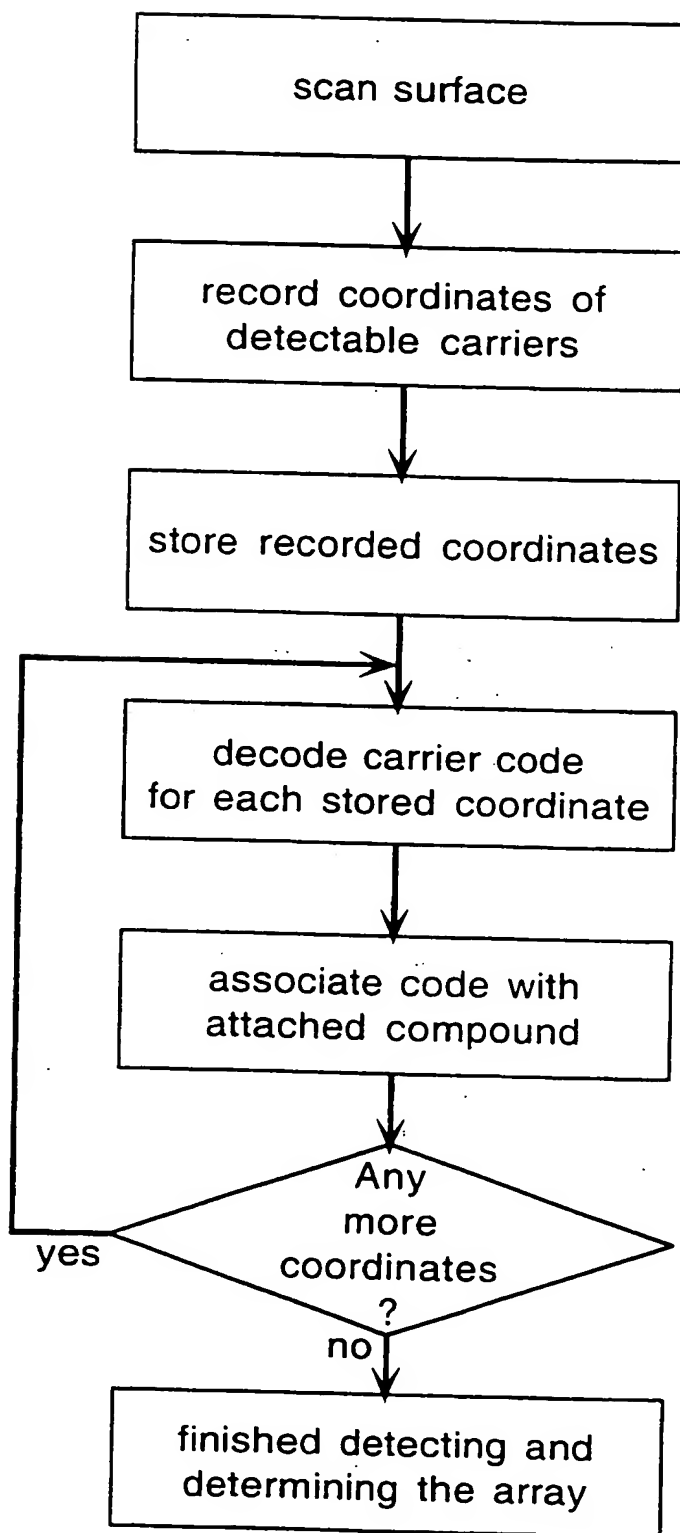 scan surface
record coordinates of
detectable carriers
store recorded coordinates
decode carrier code
for each stored coordinate
associate code with
attached compound
Any
more
coordinates
?
yes
no
finished detecting and
determining the array